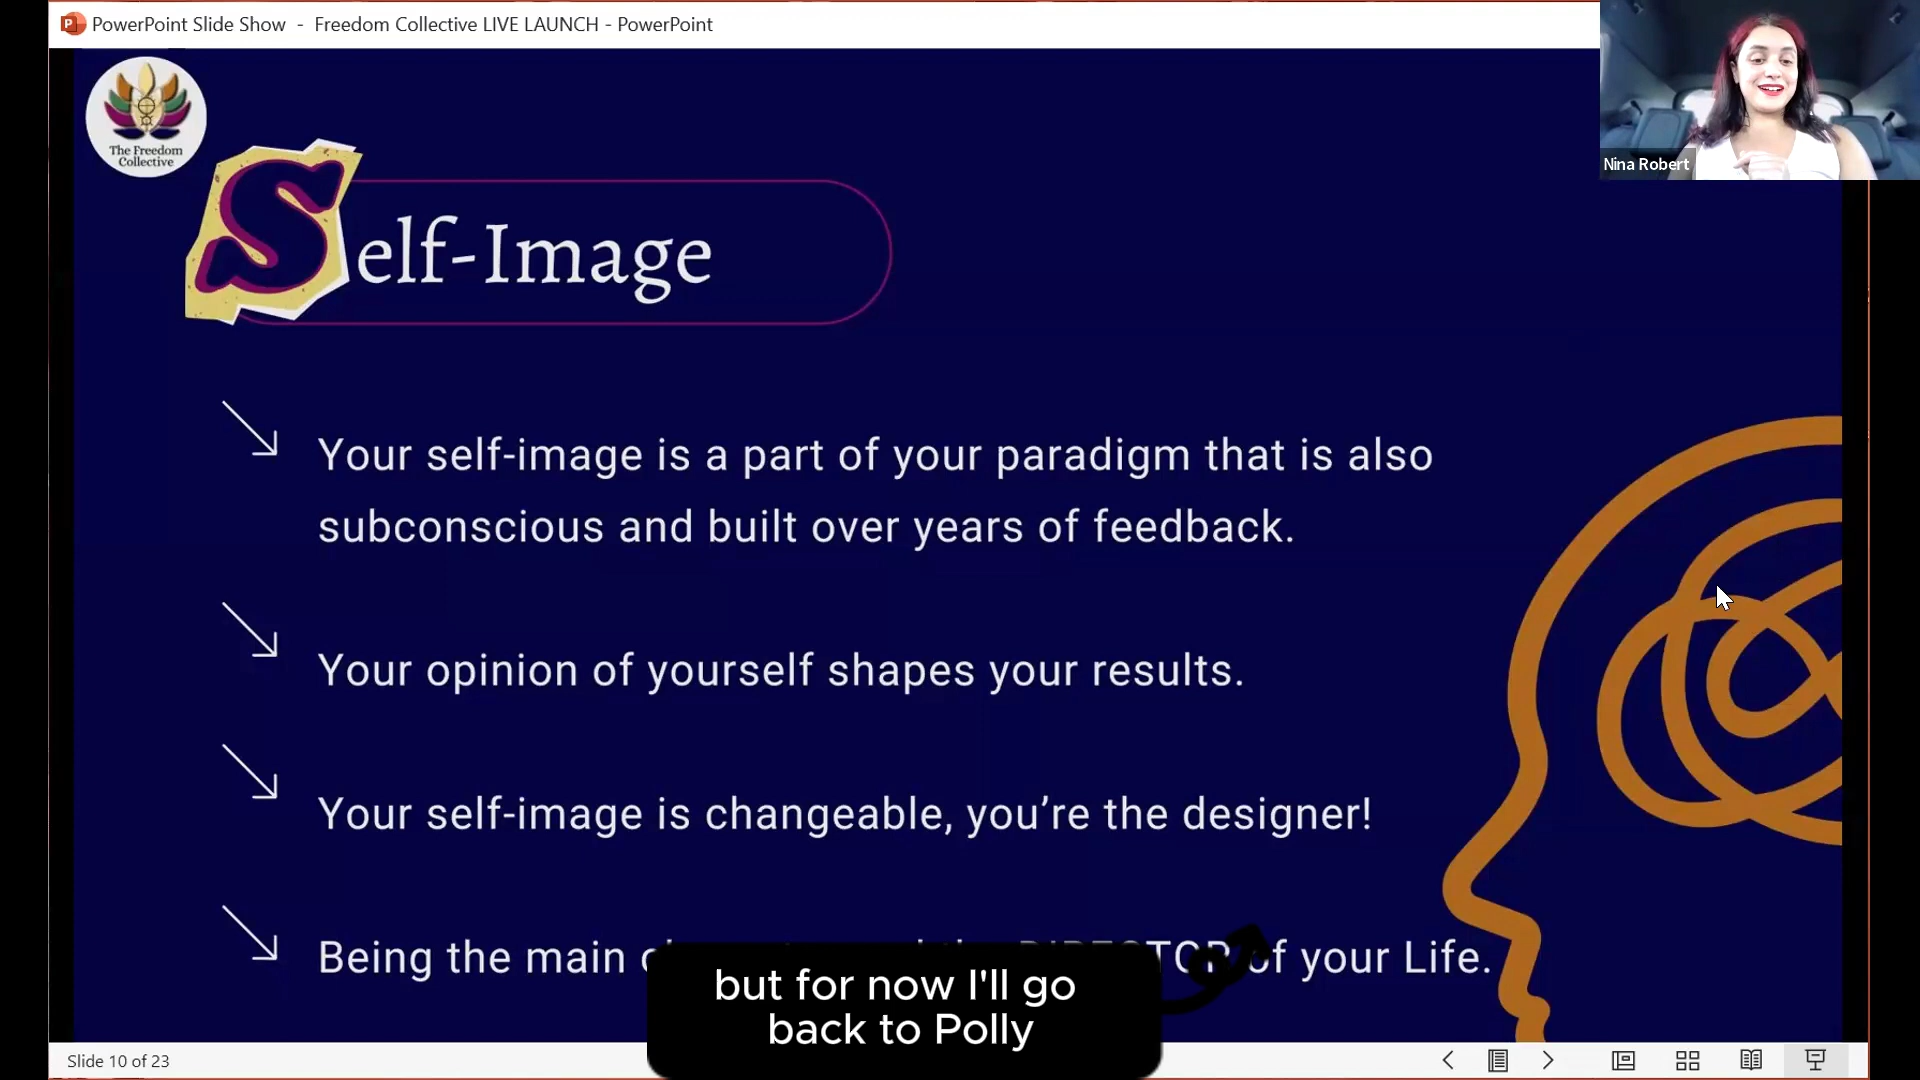 PowerPoint Slide Show - Freedom Collective LIVE LAUNCH - PowerPoint
The Freedom
Collective
Nina Robert
Self-Image
Your self-image is a part of your paradigm that is also
subconscious and built over years of feedback.
Your opinion of yourself shapes your results.
Your self-image is changeable, you're the designer!
Being the main DIRECTOR of your Life.
but for now I'll go
back to Polly
Slide 10 of 23